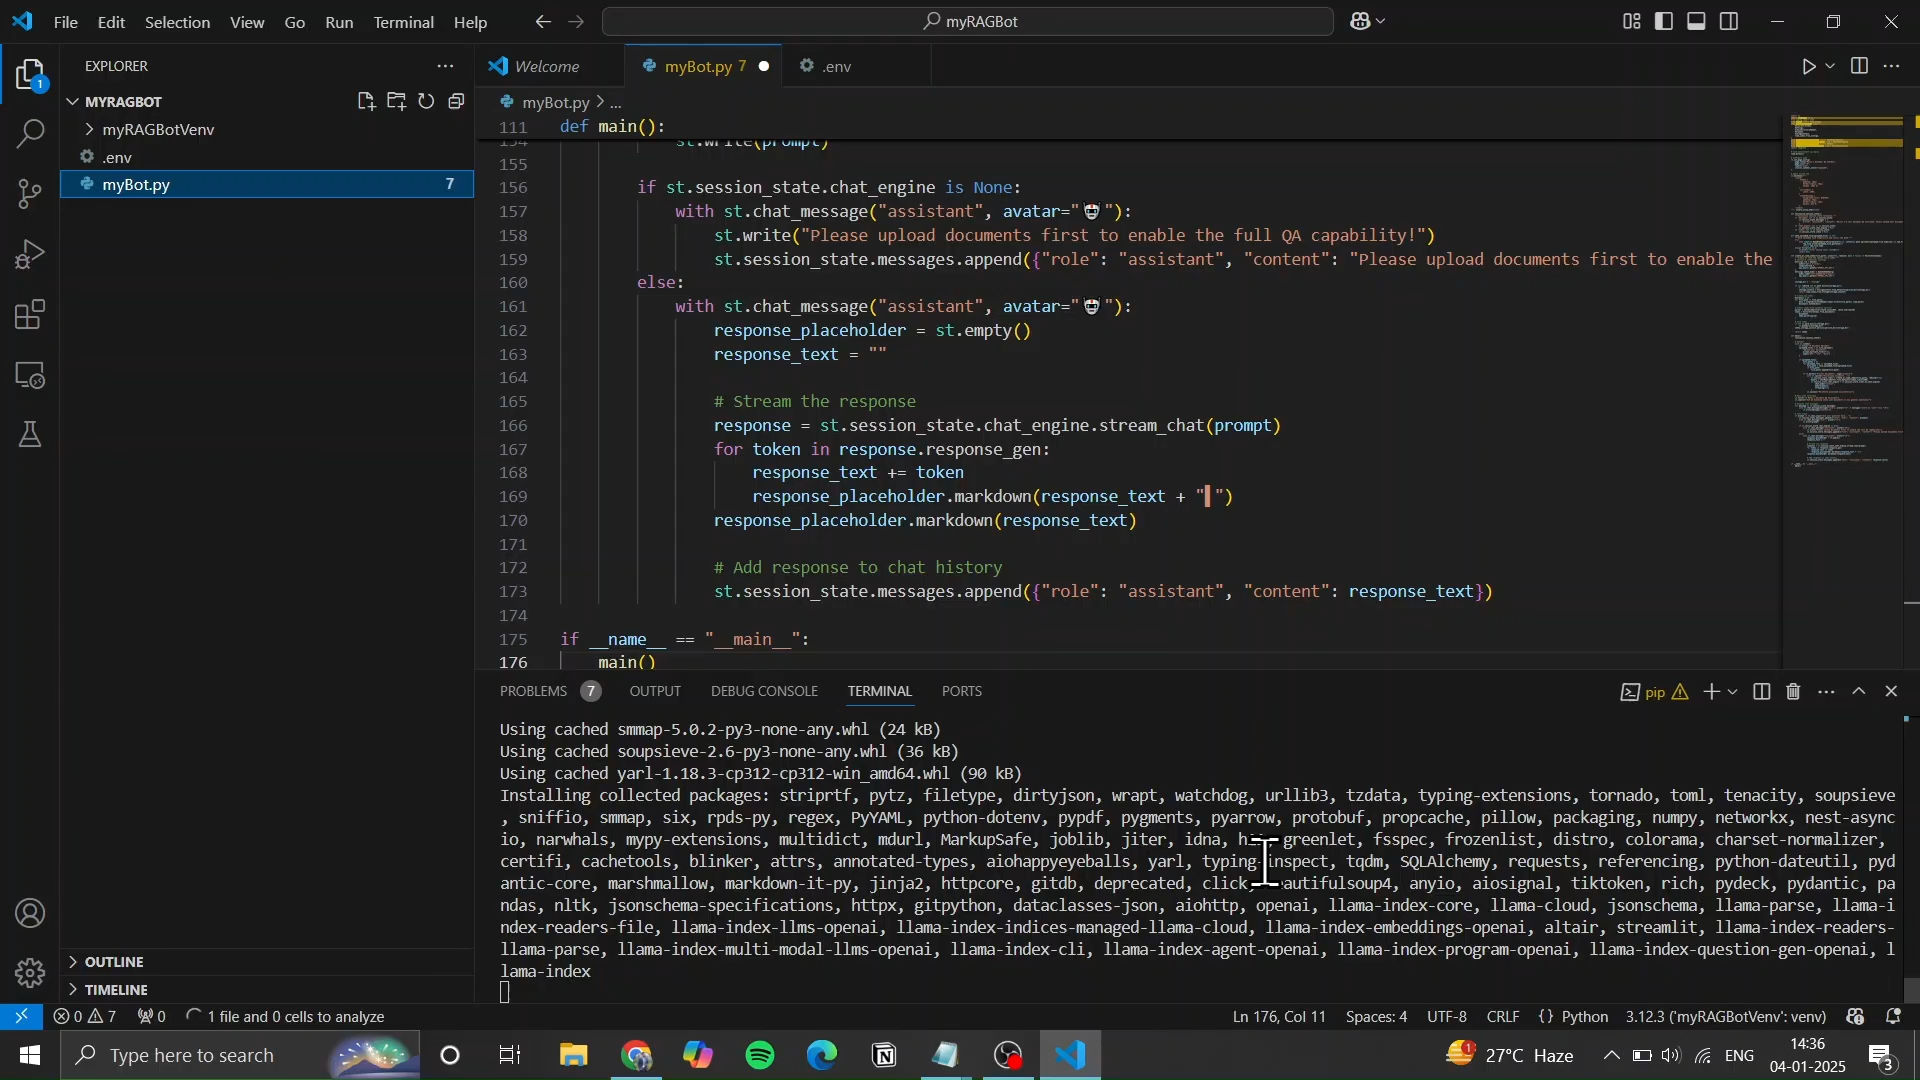 File Edit Selection View Go Run Terminal Help
myRAGBot
EXPLORER
1
MYRAGBOT
myRAGBotVenv
.env
myBot.py 7
OUTLINE
TIMELINE
Welcome
myBot.py 7
.env
myBot.py > ...
111 def main():
154 st.write(prompt)
155
156 if st.session_state.chat_engine is None:
157 with st.chat_message("assistant", avatar="🤖"):
158 st.write("Please upload documents first to enable the full QA capability!")
159 st.session_state.messages.append({"role": "assistant", "content": "Please upload documents first to enable the
160 else:
161 with st.chat_message("assistant", avatar="🤖"):
162 response_placeholder = st.empty()
163 response_text = ""
164
165 # Stream the response
166 response = st.session_state.chat_engine.stream_chat(prompt)
167 for token in response.response_gen:
168 response_text += token
169 response_placeholder.markdown(response_text + "▌")
170 response_placeholder.markdown(response_text)
171
172 # Add response to chat history
173 st.session_state.messages.append({"role": "assistant", "content": response_text})
174
175 if __name__ == "__main__":
176 main()
PROBLEMS 7 OUTPUT DEBUG CONSOLE TERMINAL PORTS
pip
Using cached smmap-5.0.2-py3-none-any.whl (24 kB)
Using cached soupsieve-2.6-py3-none-any.whl (36 kB)
Using cached yarl-1.18.3-cp312-cp312-win_amd64.whl (90 kB)
Installing collected packages: striprtf, pytz, filetype, dirtyjson, wrapt, watchdog, urllib3, tzdata, typing-extensions, tornado, toml, tenacity, soupsieve
, sniffio, smmap, six, rpds-py, regex, PyYAML, python-dotenv, pypdf, pygments, pyarrow, protobuf, propcache, pillow, packaging, numpy, networkx, nest-async
io, narwhals, mypy-extensions, multidict, mdurl, MarkupSafe, joblib, jiter, idna, greenlet, fsspec, frozenlist, distro, colorama, charset-normalizer,
certifi, cachetools, blinker, attrs, annotated-types, aiohappyeyeballs, yarl, typing-inspect, tqdm, SQLAlchemy, requests, referencing, python-dateutil, pyd
antic-core, marshmallow, markdown-it-py, jinja2, httpcore, gitdb, deprecated, click, beautifulsoup4, anyio, aiosignal, tiktoken, rich, pydeck, pydantic, pa
ndas, nltk, jsonschema-specifications, httpx, gitpython, dataclasses-json, aiohttp, openai, llama-index-core, llama-cloud, jsonschema, llama-parse, llama-i
ndex-readers-file, llama-index-llms-openai, llama-index-indices-managed-llama-cloud, llama-index-embeddings-openai, altair, streamlit, llama-index-readers-
llama-parse, llama-index-multi-modal-llms-openai, llama-index-cli, llama-index-agent-openai, llama-index-program-openai, llama-index-question-gen-openai, l
lama-index
0 7 0 1 file and 0 cells to analyze
Ln 176, Col 11 Spaces: 4 UTF-8 CRLF {} Python 3.12.3 ('myRAGBotVenv': venv)
Type here to search
1 27°C Haze ENG
14:36
04-01-2025
3